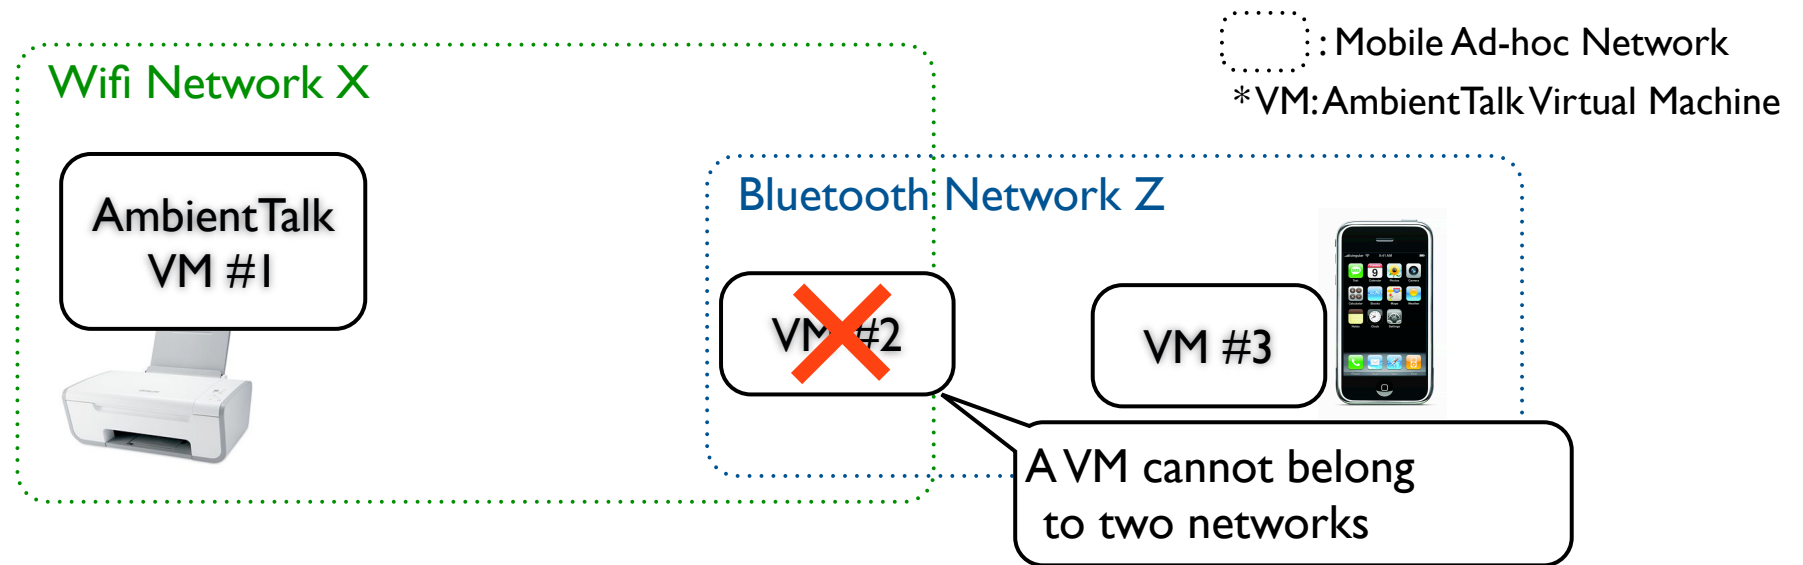 : Mobile Ad-hoc Network
*VM: AmbientTalk Virtual Machine
Wifi Network X
Bluetooth Network Z
AmbientTalk
VM #1
VM #2
VM #3
A VM cannot belong
to two networks